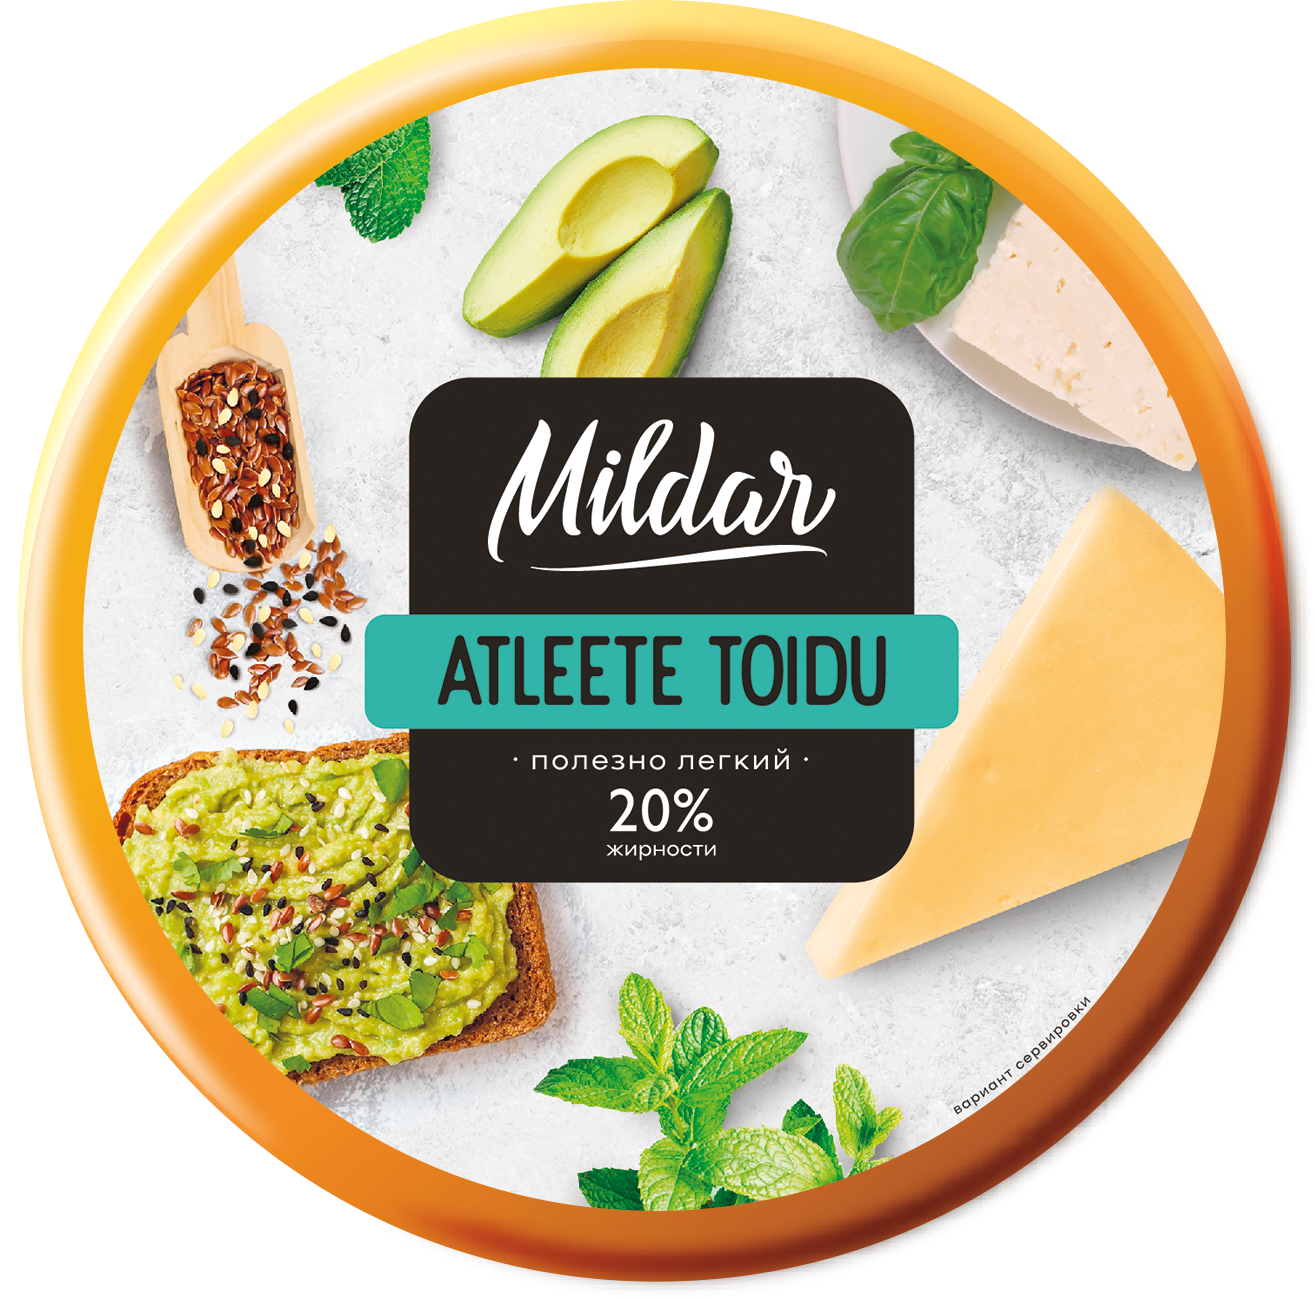 Mildar
ATLEETE TOIDU
· полезно легкий ·
20%
жирности
вариант сервировки